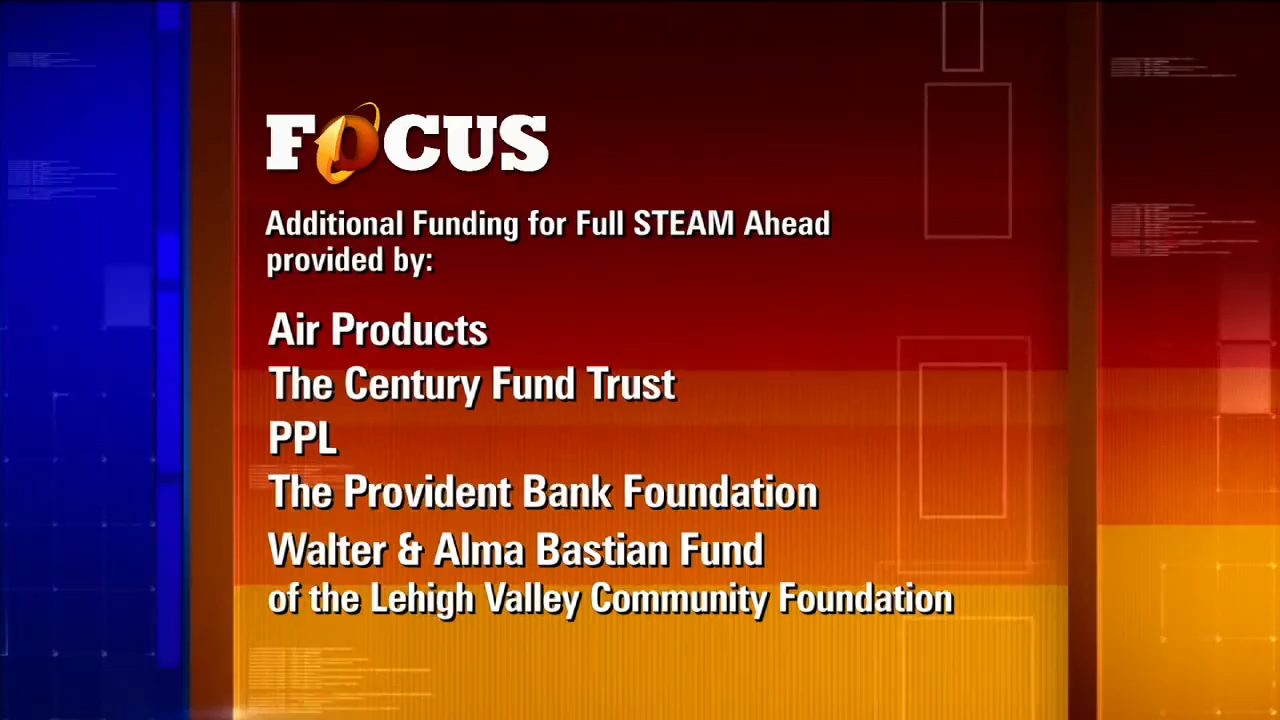 FOCUS
Additional Funding for Full STEAM Ahead
provided by:
Air Products
The Century Fund Trust
PPL
The Provident Bank Foundation
Walter & Alma Bastian Fund
of the Lehigh Valley Community Foundation